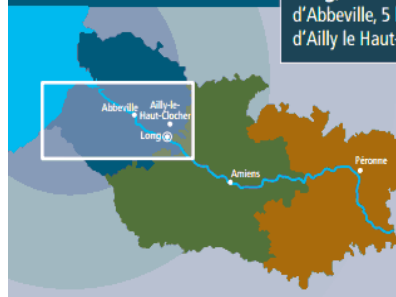 d'Abbeville, 5
d'Ailly le Haut-
Abbeville
Ailly-le-
Haut-Clocher
Long
Amiens
Péronne